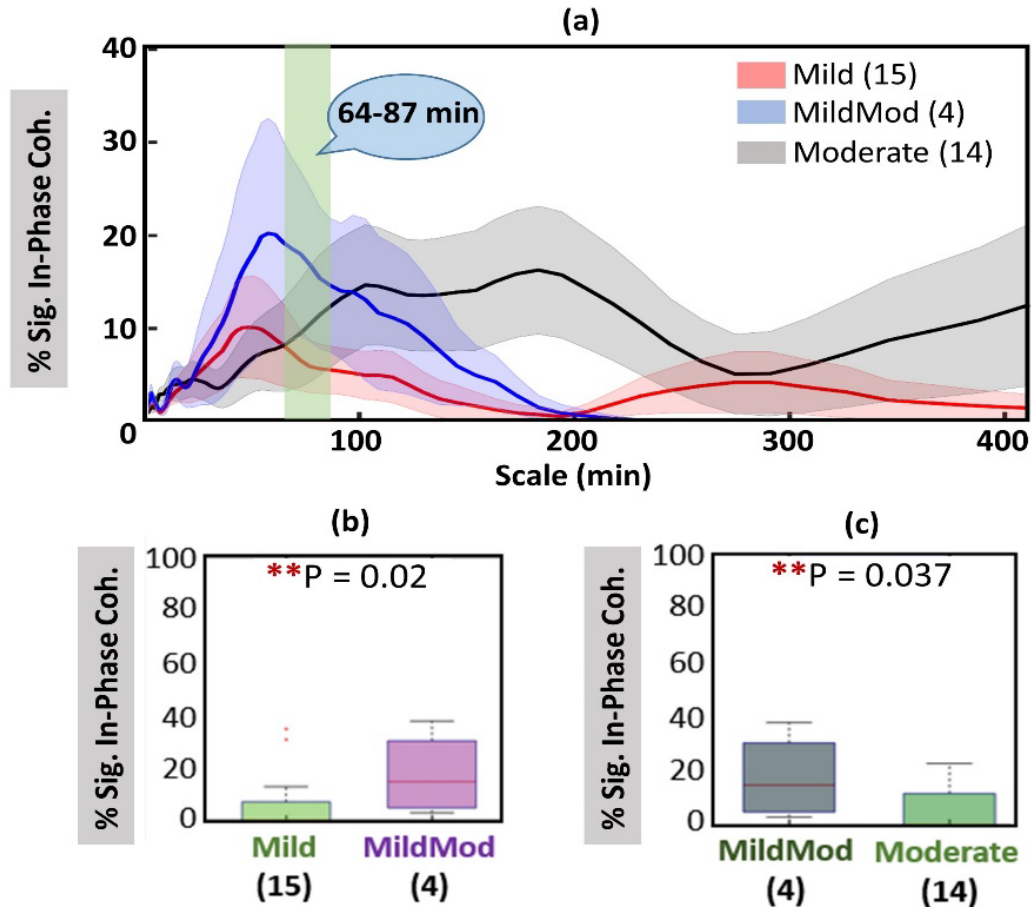 (a)
% Sig. In-Phase Coh.
40
30
20
10
0
64-87 min
Mild (15)
MildMod (4)
Moderate (14)
100
200
300
400
Scale (min)
(b)
% Sig. In-Phase Coh.
100
80
60
40
20
0
**P = 0.02
Mild
(15)
MildMod
(4)
(c)
% Sig. In-Phase Coh.
100
80
60
40
20
0
**P = 0.037
MildMod
(4)
Moderate
(14)